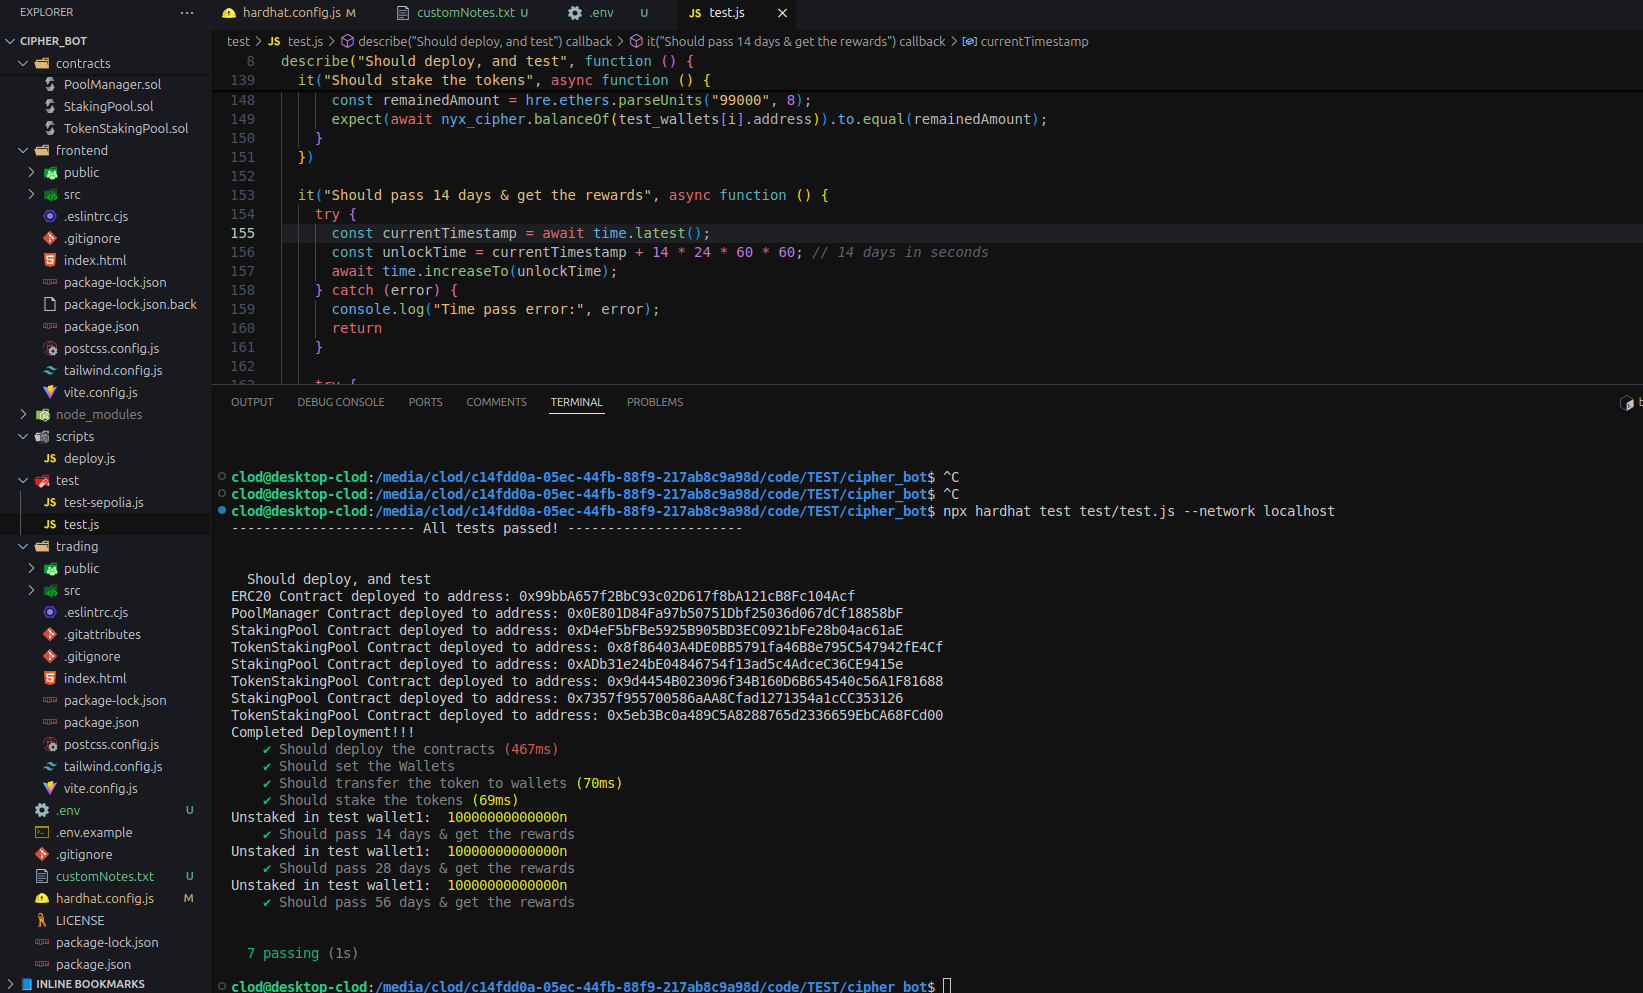 EXPLORER
...
CIPHER_BOT
contracts
PoolManager.sol
StakingPool.sol
TokenStakingPool.sol
frontend
public
src
.eslintrc.cjs
.gitignore
index.html
package-lock.json
package-lock.json.back
package.json
postcss.config.js
tailwind.config.js
vite.config.js
node_modules
scripts
JS deploy.js
test
JS test-sepolia.js
JS test.js
trading
public
src
.eslintrc.cjs
.gitattributes
.gitignore
index.html
package-lock.json
package.json
postcss.config.js
tailwind.config.js
vite.config.js
.env U
.env.example
.gitignore
customNotes.txt U
hardhat.config.js M
LICENSE
package-lock.json
package.json
INLINE BOOKMARKS
hardhat.config.js M customNotes.txt U .env U JS test.js ×
test > JS test.js > describe("Should deploy, and test") callback > it("Should pass 14 days & get the rewards") callback > currentTimestamp
8 describe("Should deploy, and test", function () {
139 it("Should stake the tokens", async function () {
148 const remainedAmount = hre.ethers.parseUnits("99000", 8);
149 expect(await nyx_cipher.balanceOf(test_wallets[i].address)).to.equal(remainedAmount);
150 }
151 })
152
153 it("Should pass 14 days & get the rewards", async function () {
154 try {
155 const currentTimestamp = await time.latest();
156 const unlockTime = currentTimestamp + 14 * 24 * 60 * 60; // 14 days in seconds
157 await time.increaseTo(unlockTime);
158 } catch (error) {
159 console.log("Time pass error:", error);
160 return
161 }
162
163 try {
OUTPUT DEBUG CONSOLE PORTS COMMENTS TERMINAL PROBLEMS
clod@desktop-clod:/media/clod/c14fdd0a-05ec-44fb-88f9-217ab8c9a98d/code/TEST/cipher_bot$ ^C
clod@desktop-clod:/media/clod/c14fdd0a-05ec-44fb-88f9-217ab8c9a98d/code/TEST/cipher_bot$ ^C
clod@desktop-clod:/media/clod/c14fdd0a-05ec-44fb-88f9-217ab8c9a98d/code/TEST/cipher_bot$ npx hardhat test test/test.js --network localhost
----------------------- All tests passed! ----------------------
Should deploy, and test
ERC20 Contract deployed to address: 0x99bbA657f2BbC93c02D617f8bA121cB8Fc104Acf
PoolManager Contract deployed to address: 0x0E801D84Fa97b50751Dbf25036d067dCf18858bF
StakingPool Contract deployed to address: 0xD4eF5bFBe5925B905BD3EC0921bFe28b04ac61aE
TokenStakingPool Contract deployed to address: 0x8f86403A4DE0BB5791fa46B8e795C547942fE4Cf
StakingPool Contract deployed to address: 0xADb31e24bE04846754f13ad5c4AdceC36CE9415e
TokenStakingPool Contract deployed to address: 0x9d4454B023096f34B160D6B654540c56A1F81688
StakingPool Contract deployed to address: 0x7357f955700586aAA8Cfad1271354a1cCC353126
TokenStakingPool Contract deployed to address: 0x5eb3Bc0a489C5A8288765d2336659EbCA68FCd00
Completed Deployment!!!
✔ Should deploy the contracts (467ms)
✔ Should set the Wallets
✔ Should transfer the token to wallets (70ms)
✔ Should stake the tokens (69ms)
Unstaked in test wallet1: 10000000000000n
✔ Should pass 14 days & get the rewards
Unstaked in test wallet1: 10000000000000n
✔ Should pass 28 days & get the rewards
Unstaked in test wallet1: 10000000000000n
✔ Should pass 56 days & get the rewards
7 passing (1s)
clod@desktop-clod:/media/clod/c14fdd0a-05ec-44fb-88f9-217ab8c9a98d/code/TEST/cipher_bot$